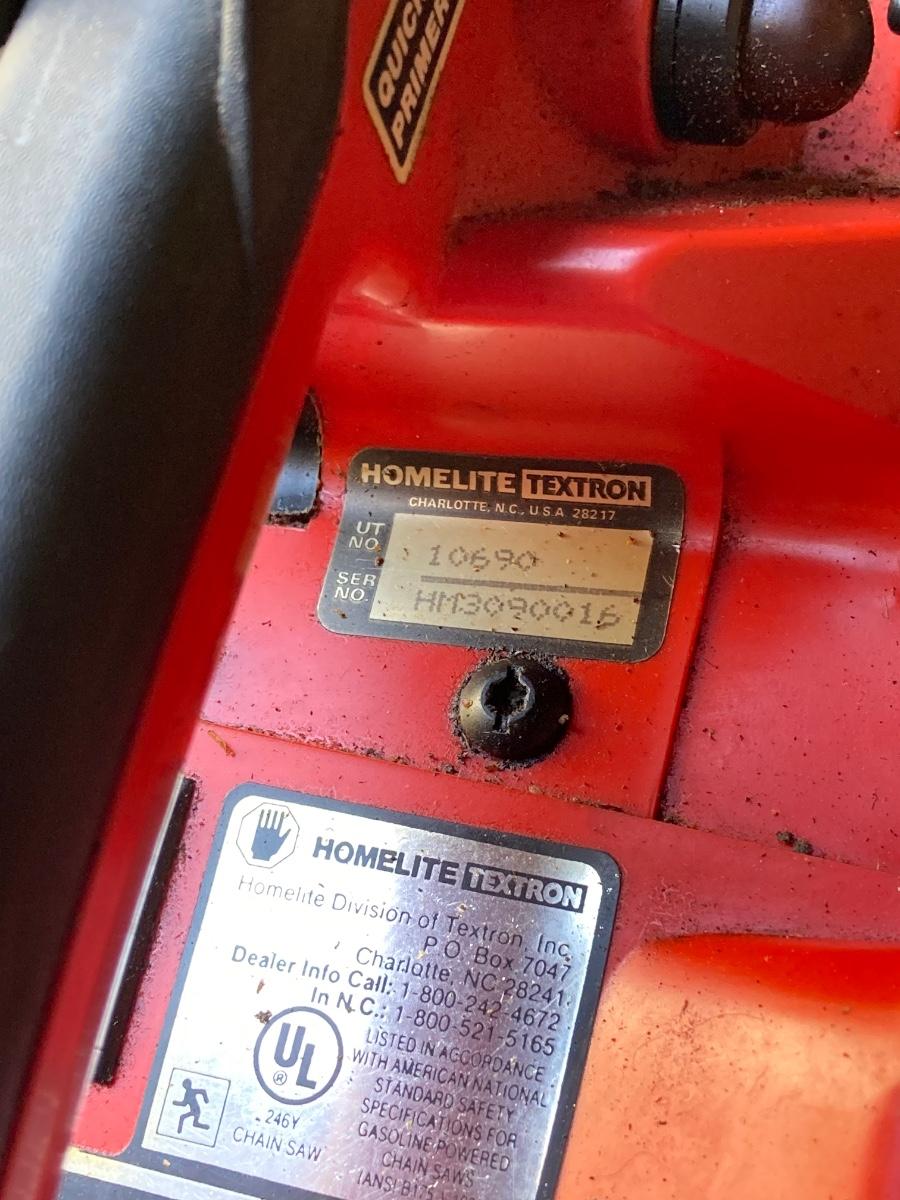 QUICK
PRIMER
HOMELITE TEXTRON
CHARLOTTE, N.C., U.S.A. 28217
UT
NO. 10690
SER
NO. HM3090016
HOMELITE TEXTRON
Homelite Division of Textron, Inc.
P.O. Box 7047
Charlotte, NC 28241.
Dealer Info Call: 1-800-242-4672
In N.C.: 1-800-521-5165
UL
®
246Y
CHAIN SAW
LISTED IN ACCORDANCE
WITH AMERICAN NATIONAL
STANDARD SAFETY
SPECIFICATIONS FOR
GASOLINE-POWERED
CHAIN SAWS
(ANSI B175.